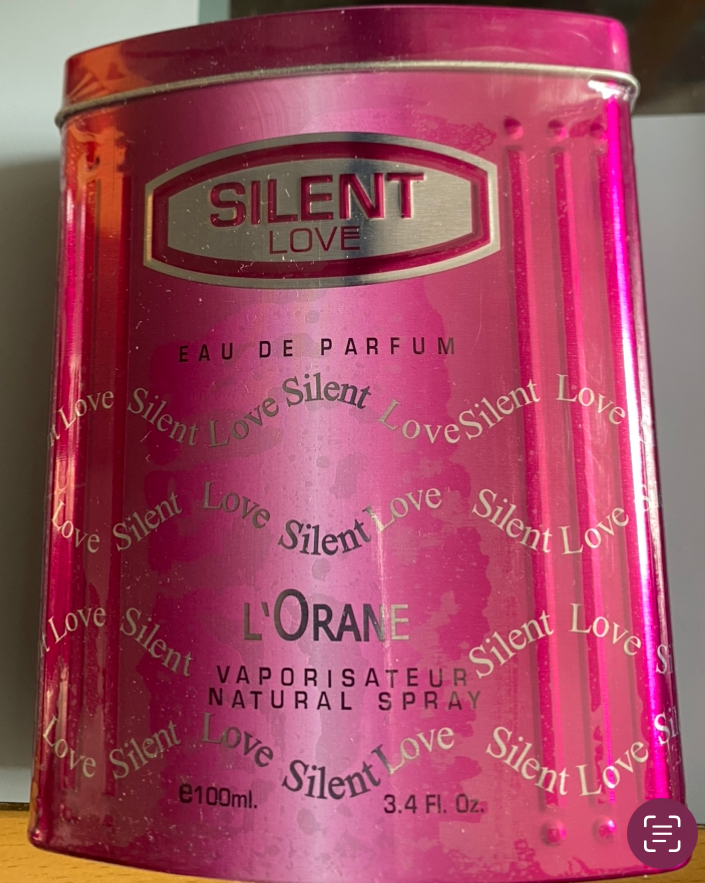 SILENT
LOVE
EAU DE PARFUM
Love Silent Love Silent Love Silent Love
Love Silent Love Silent Love Silent Love
L'ORANE
Love Silent Silent Love
VAPORISATEUR
NATURAL SPRAY
Love Silent Love Silent Love Silent Love
e100ml. 3.4 Fl. Oz.